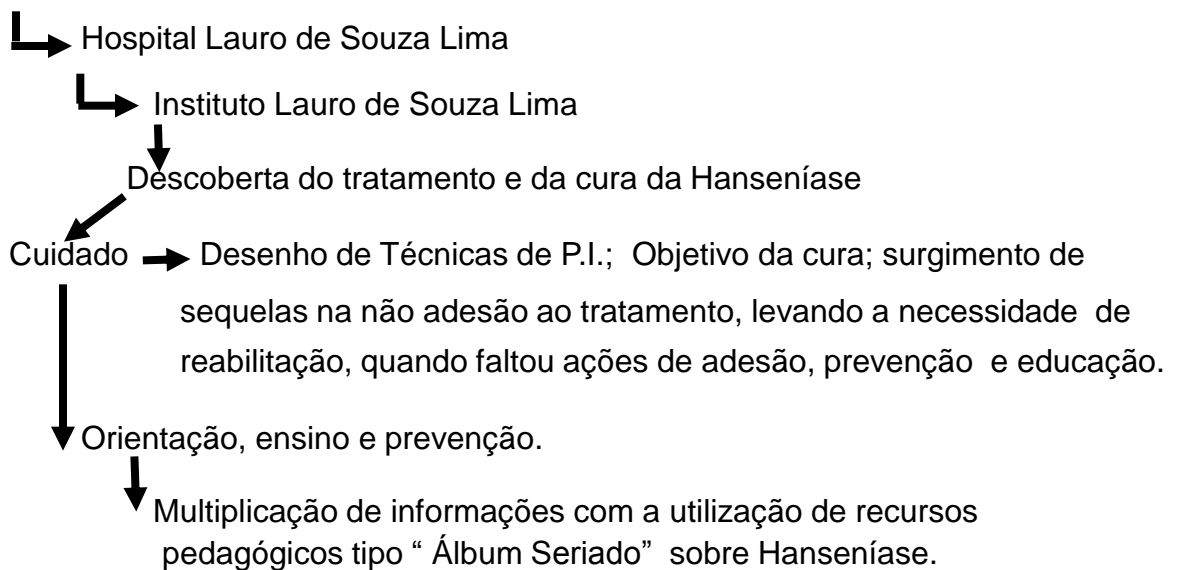 Hospital Lauro de Souza Lima
Instituto Lauro de Souza Lima
Descoberta do tratamento e da cura da Hanseníase
Cuidado Desenho de Técnicas de P.I.; Objetivo da cura; surgimento de
sequelas na não adesão ao tratamento, levando a necessidade de
reabilitação, quando faltou ações de adesão, prevenção e educação.
Orientação, ensino e prevenção.
Multiplicação de informações com a utilização de recursos
pedagógicos tipo “ Álbum Seriado” sobre Hanseníase.